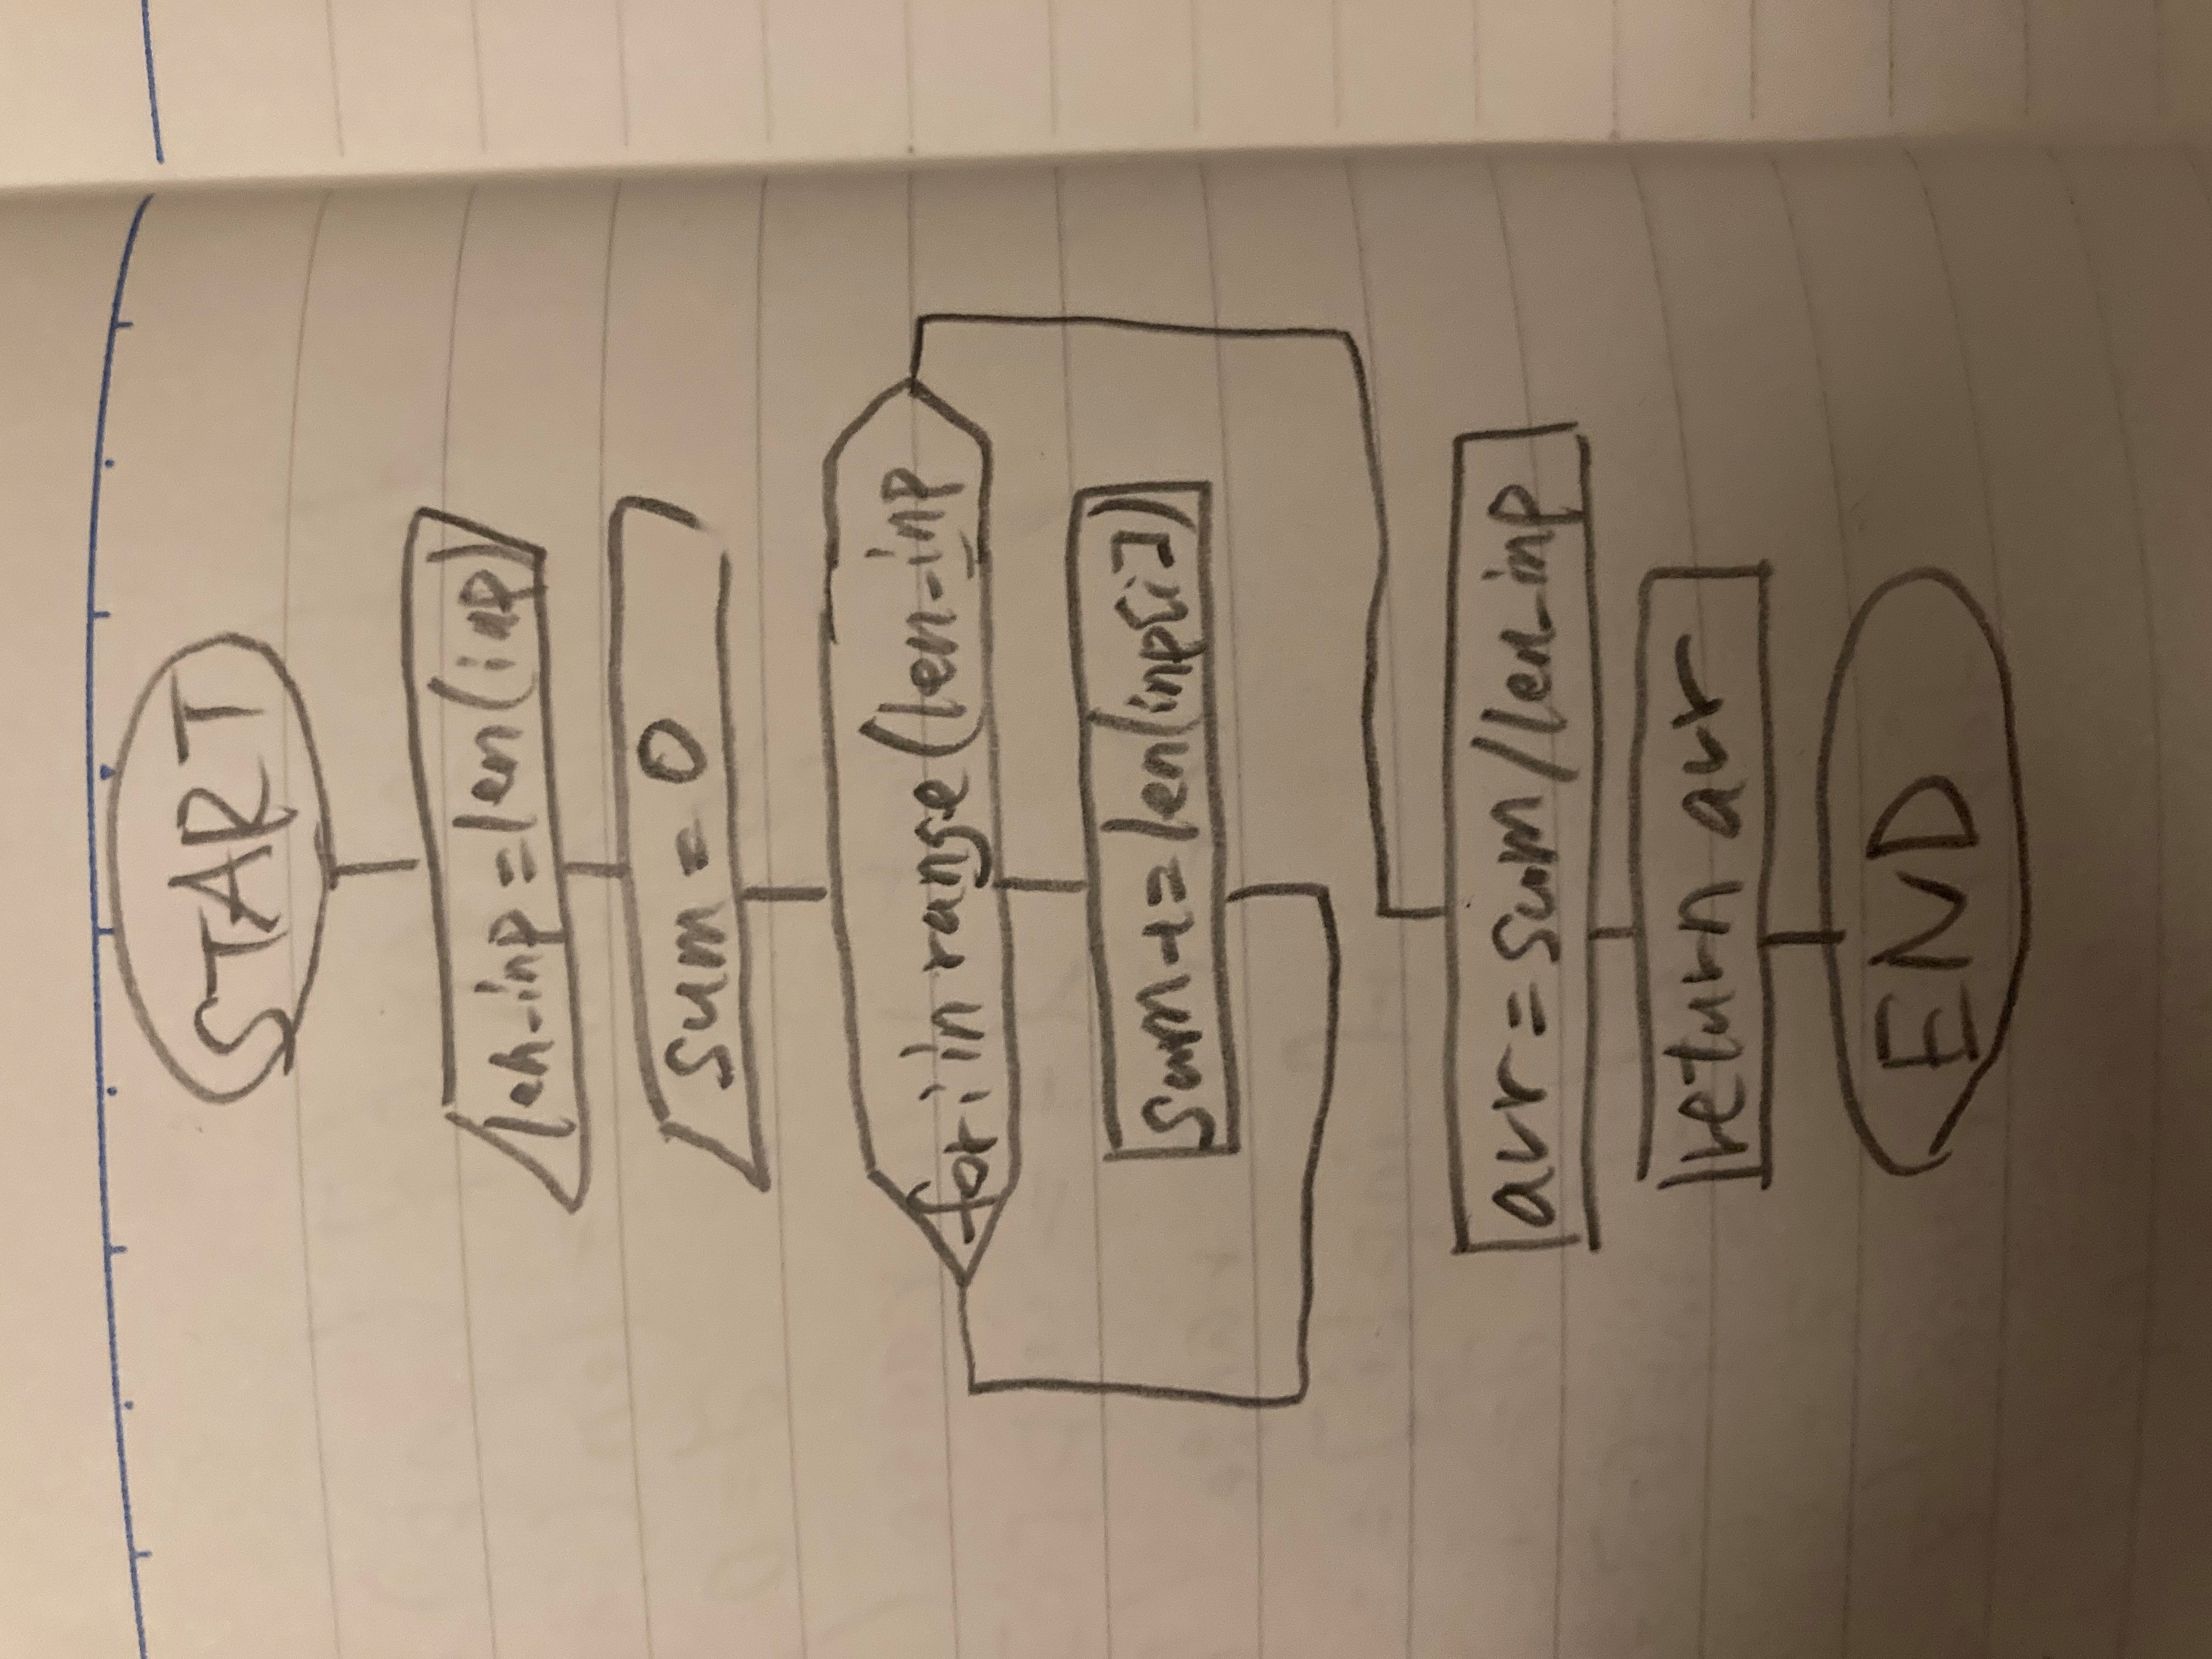 START
len_inp = len(inp)
sum = 0
for i in range(len_inp
sum += len(inp[i])
avr = sum/len_inp
return avr
END